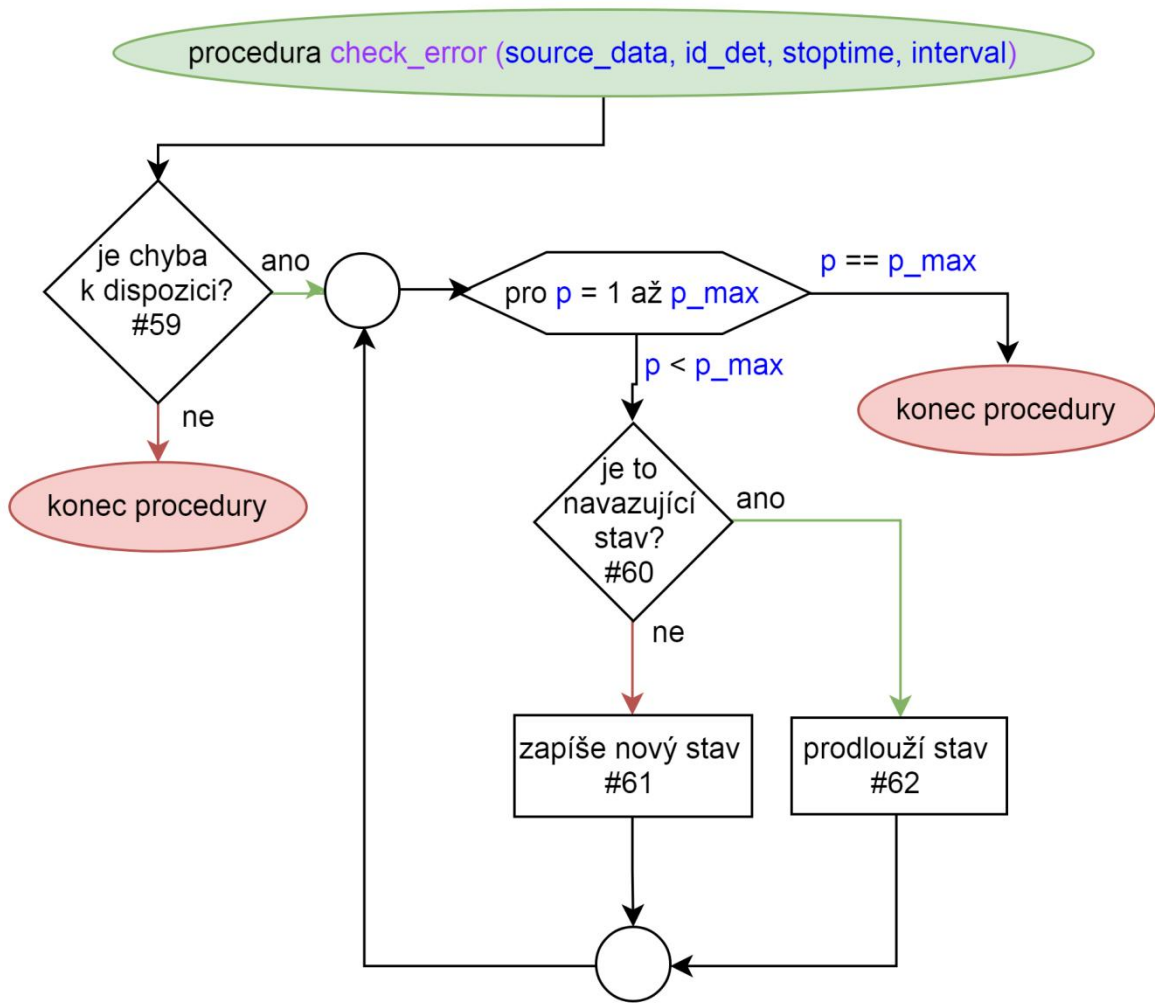 procedura check_error (source_data, id_det, stoptime, interval)
je chyba
k dispozici?
#59
ano
ne
konec procedury
pro p = 1 až p_max
p == p_max
konec procedury
p < p_max
je to
navazující
stav?
#60
ano
ne
zapíše nový stav
#61
prodlouží stav
#62